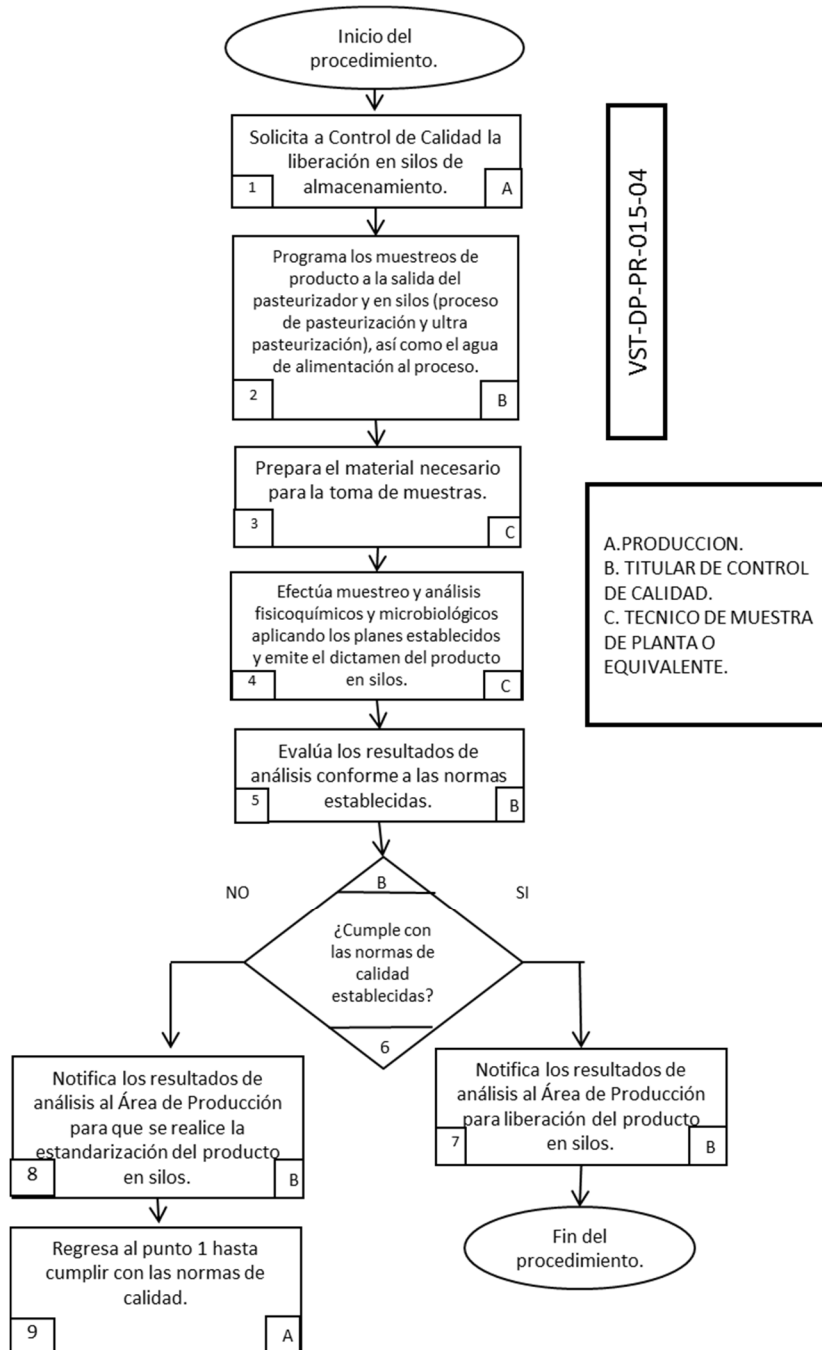 Inicio del
procedimiento.
Solicita a Control de Calidad la
liberación en silos de
almacenamiento.
1
A
Programa los muestreos de
producto a la salida del
pasteurizador y en silos (proceso
de pasteurización y ultra
pasteurización), así como el agua
de alimentación al proceso.
2
B
Prepara el material necesario
para la toma de muestras.
3
C
Efectúa muestreo y análisis
fisicoquímicos y microbiológicos
aplicando los planes establecidos
y emite el dictamen del producto
en silos.
4
C
Evalúa los resultados de
análisis conforme a las normas
establecidas.
5
B
B
NO
SI
¿Cumple con
las normas de
calidad
establecidas?
6
Notifica los resultados de
análisis al Área de Producción
para que se realice la
estandarización del producto
en silos.
8
B
Notifica los resultados de
análisis al Área de Producción
para liberación del producto
en silos.
7
B
Regresa al punto 1 hasta
cumplir con las normas de
calidad.
9
A
Fin del
procedimiento.
VST-DP-PR-015-04
A.PRODUCCION.
B. TITULAR DE CONTROL
DE CALIDAD.
C. TECNICO DE MUESTRA
DE PLANTA O
EQUIVALENTE.